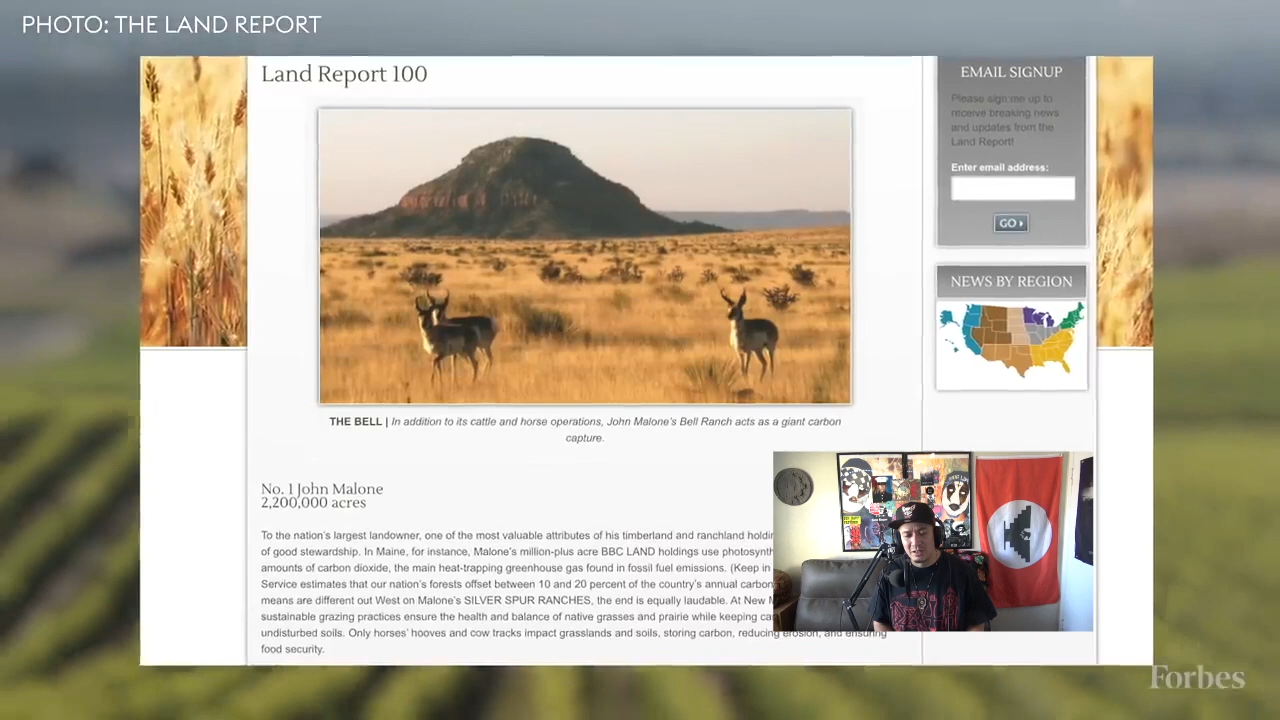 PHOTO: THE LAND REPORT
Land Report 100
THE BELL | In addition to its cattle and horse operations, John Malone's Bell Ranch acts as a giant carbon
capture.
No. 1 John Malone
2,200,000 acres
To the nation's largest landowner, one of the most valuable attributes of his timberland and ranchland
of good stewardship. In Maine, for instance, Malone's million-plus acre BBC LAND holdings use
amounts of carbon dioxide, the main heat-trapping greenhouse gas found in fossil fuel emissions. (Keep in
Service estimates that our nation's forests offset between 10 and 20 percent of the country's annual carbon
means are different out West on Malone's SILVER SPUR RANCHES, the end is equally laudable. At New
sustainable grazing practices ensure the health and balance of native grasses and prairie while keeping
undisturbed soils. Only horses' hooves and cow tracks impact grasslands and soils, storing carbon, reducing erosion, and ensuring
food security.
EMAIL SIGNUP
Please sign me up to
receive breaking news
and updates from the
Land Report!
Enter email address:
GO
NEWS BY REGION
Forbes